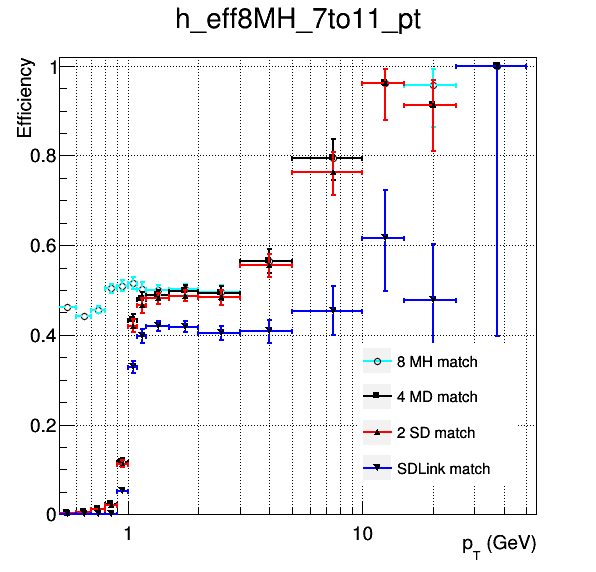 h_eff8MH_7to11_pt
Efficiency
1
0.8
0.6
0.4
0.2
0
8 MH match
4 MD match
2 SD match
SDLink match
1
10
p_T (GeV)